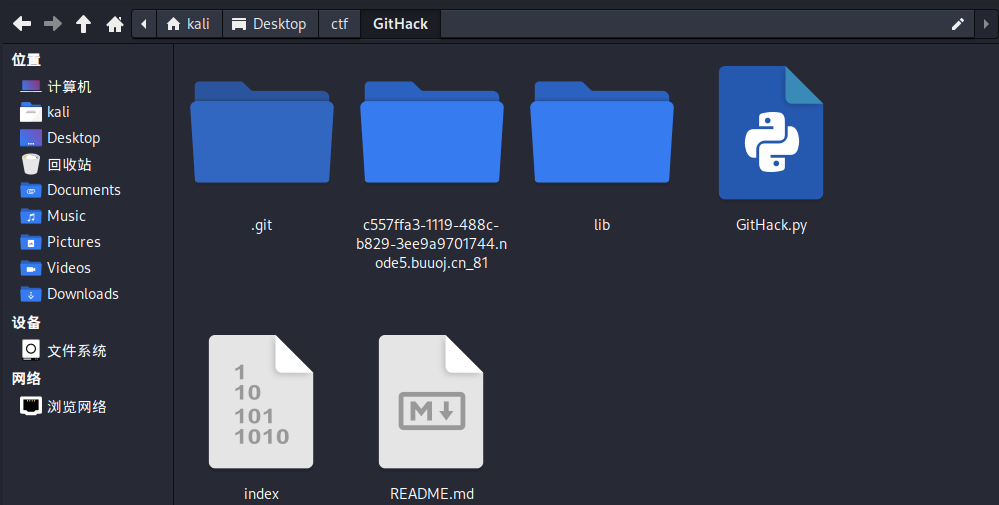 kali
Desktop
ctf
GitHack
位置
计算机
kali
Desktop
回收站
Documents
Music
Pictures
Videos
Downloads
设备
文件系统
网络
浏览网络
.git
c557ffa3-1119-488c-
b829-3ee9a9701744.n
ode5.buuoj.cn_81
lib
GitHack.py
1
10
101
1010
index
M
README.md